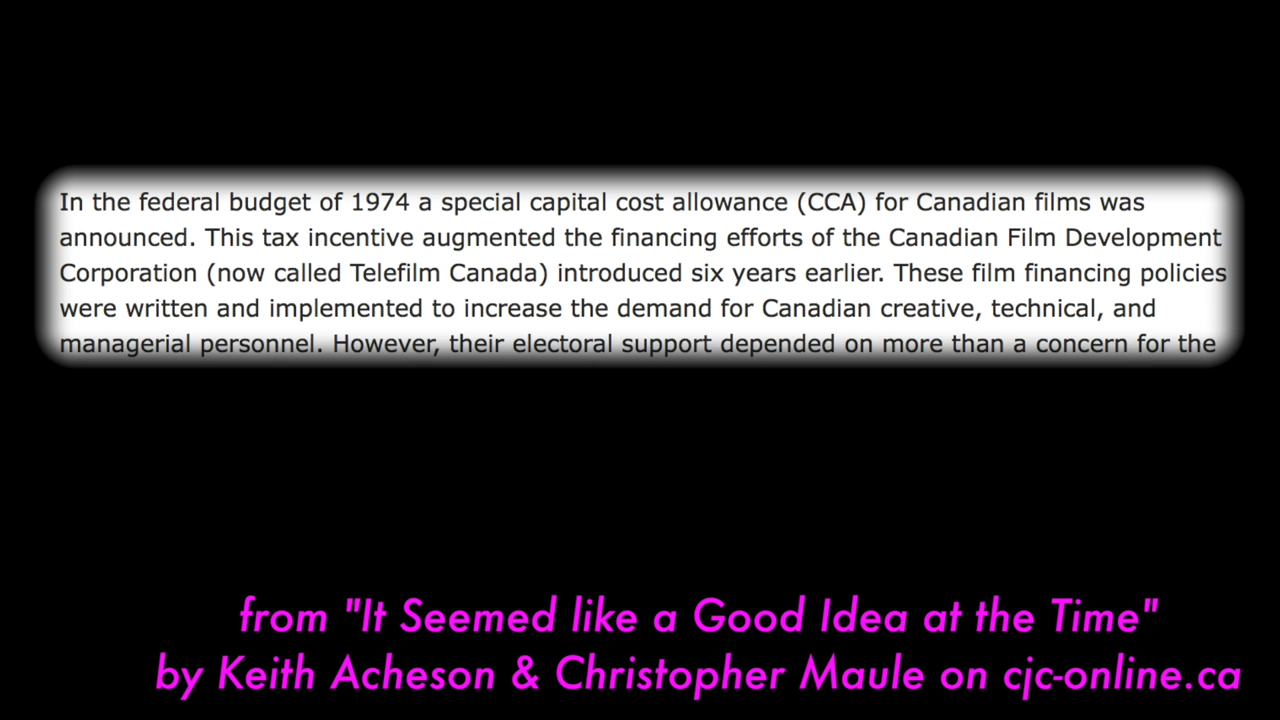 In the federal budget of 1974 a special capital cost allowance (CCA) for Canadian films was
announced. This tax incentive augmented the financing efforts of the Canadian Film Development
Corporation (now called Telefilm Canada) introduced six years earlier. These film financing policies
were written and implemented to increase the demand for Canadian creative, technical, and
managerial personnel. However, their electoral support depended on more than a concern for the
from "It Seemed like a Good Idea at the Time"
by Keith Acheson & Christopher Maule on cjc-online.ca